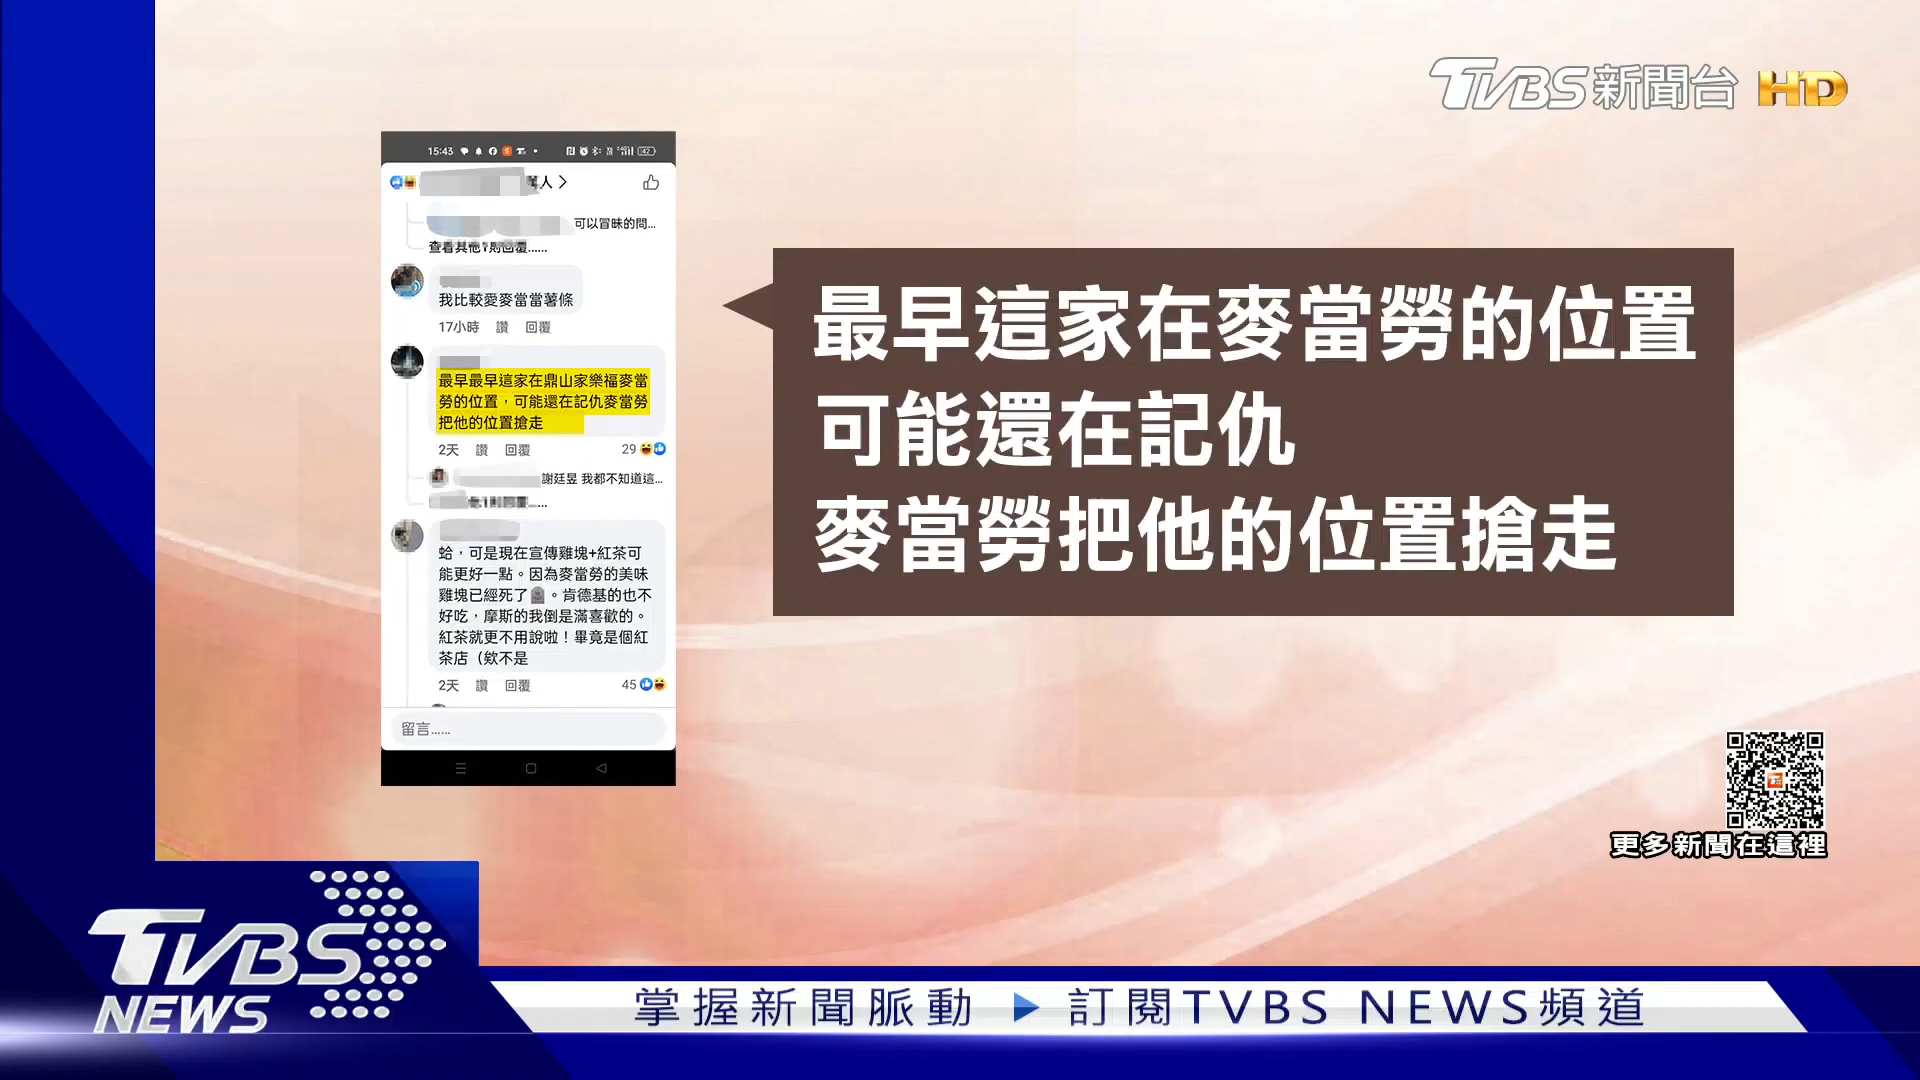 TVBS新聞台 HD
15:43
人 >
可以冒昧的問...
查看其他1則回覆......
我比較愛麥當當薯條
17小時 讚 回覆
最早最早這家在鼎山家樂福麥當
勞的位置，可能還在記仇麥當勞
把他的位置搶走
2天 讚 回覆 29
謝廷昱 我都不知道這...
蛤，可是現在宣傳雞塊+紅茶可
能更好一點。因為麥當勞的美味
雞塊已經死了🪦。肯德基的也不
好吃，摩斯的我倒是滿喜歡的。
紅茶就更不用說啦！畢竟是個紅
茶店（欸不是
2天 讚 回覆 45
留言......
最早這家在麥當勞的位置
可能還在記仇
麥當勞把他的位置搶走
更多新聞在這裡
TVBS
NEWS
掌握新聞脈動 ▶ 訂閱TVBS NEWS頻道